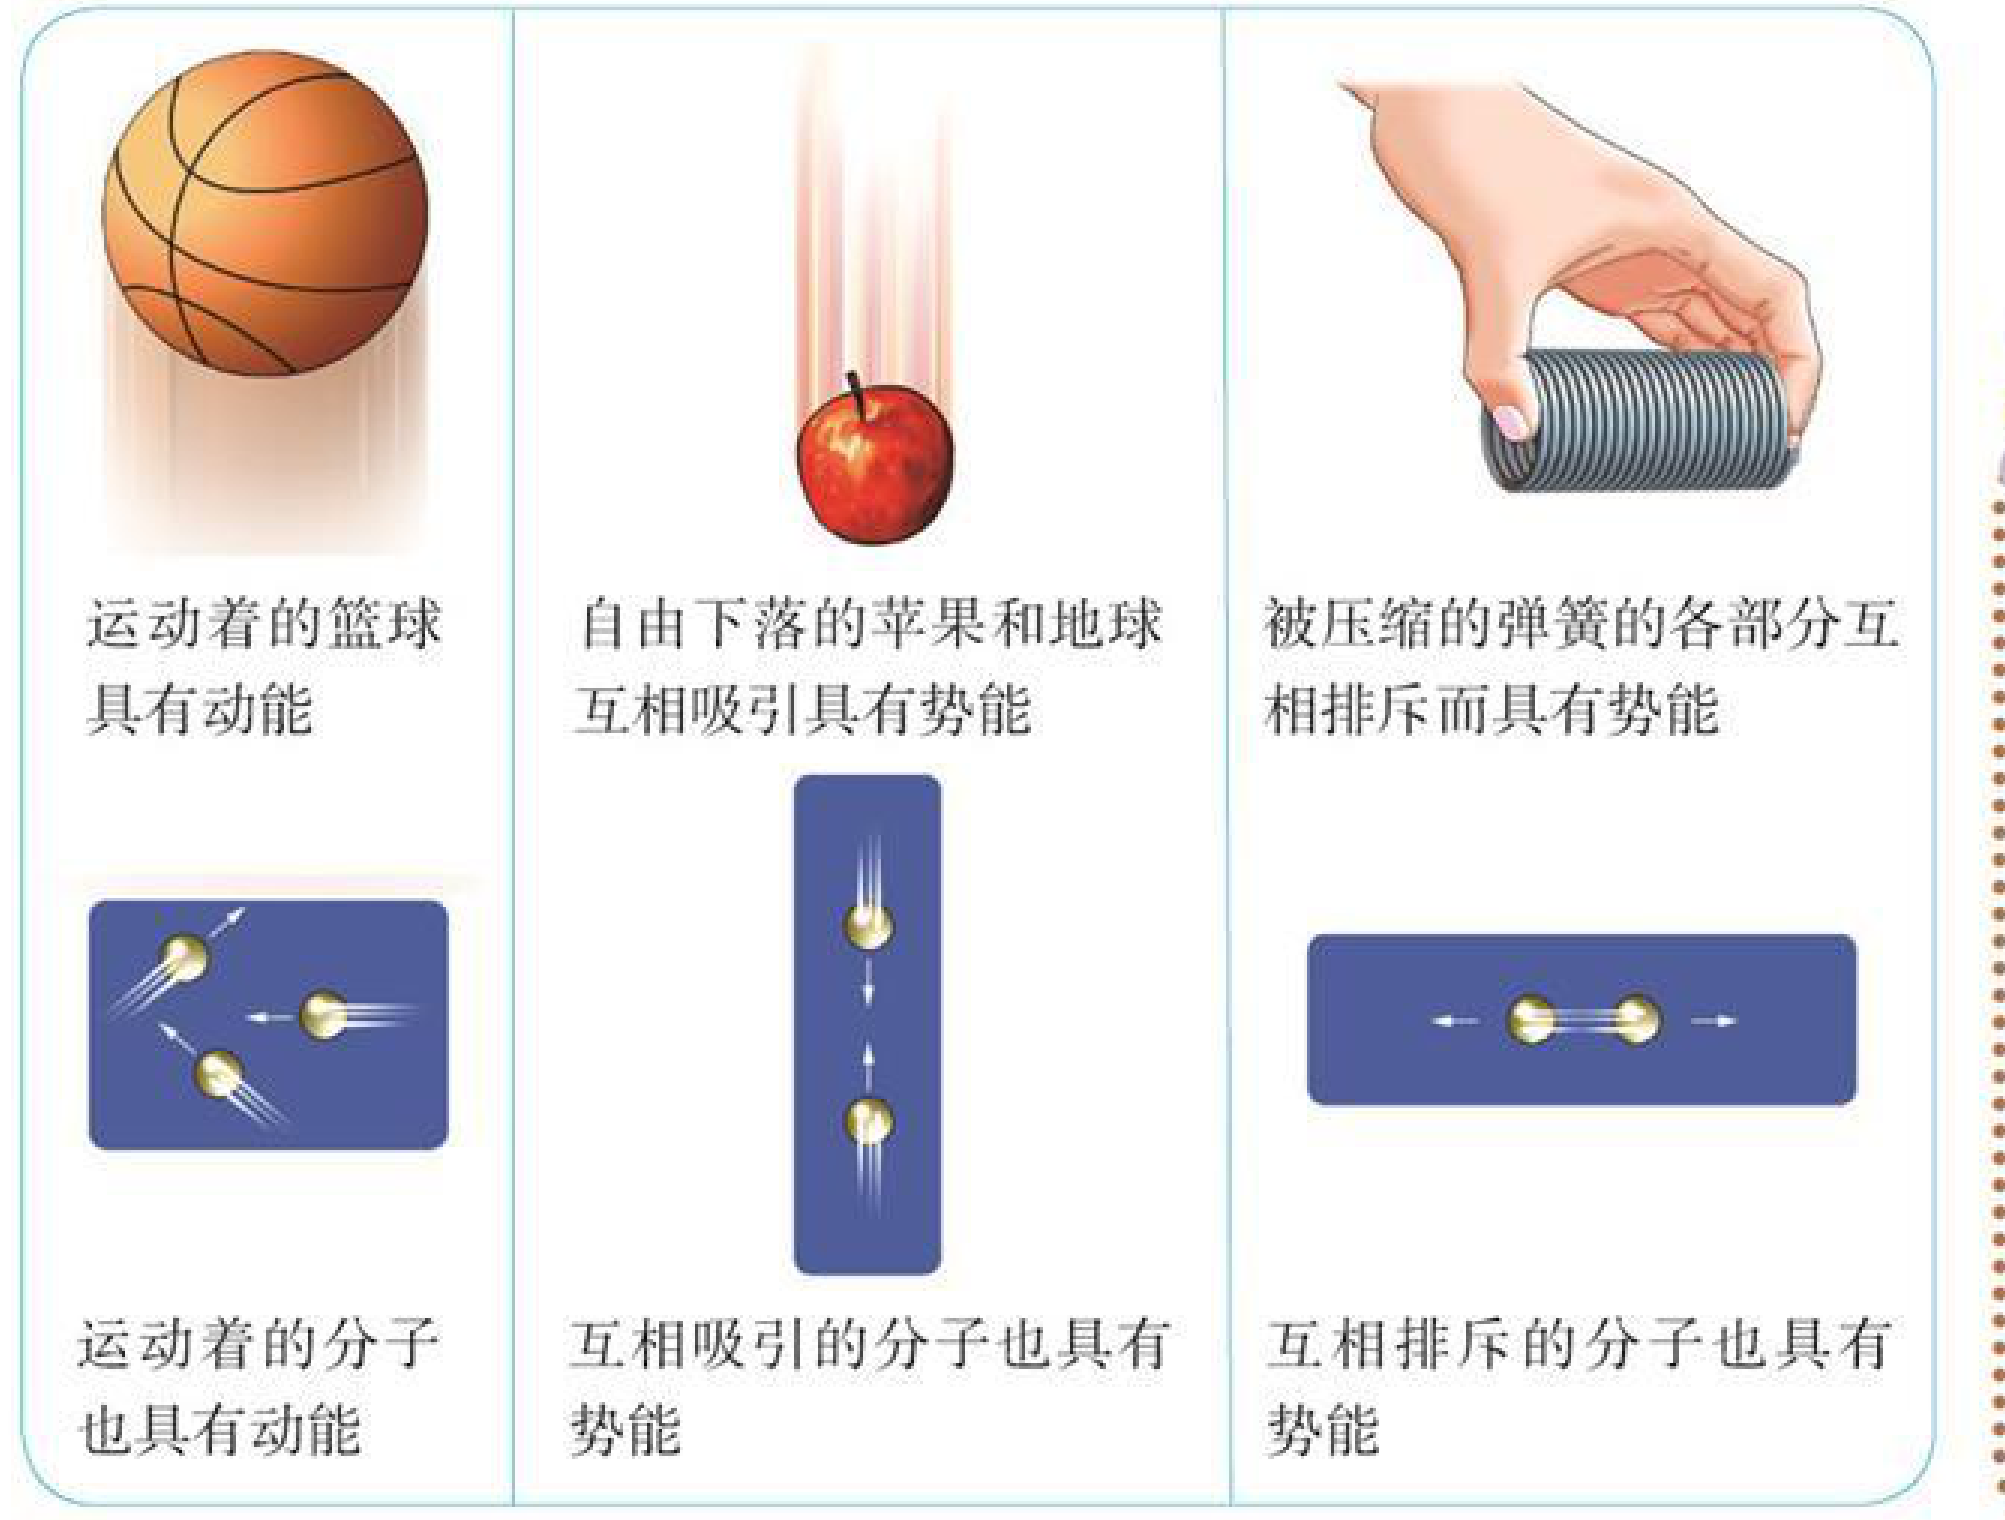 运动着的篮球
具有动能
自由下落的苹果和地球
互相吸引具有势能
被压缩的弹簧的各部分互
相排斥而具有势能
运动着的分子
也具有动能
互相吸引的分子也具有
势能
互相排斥的分子也具有
势能